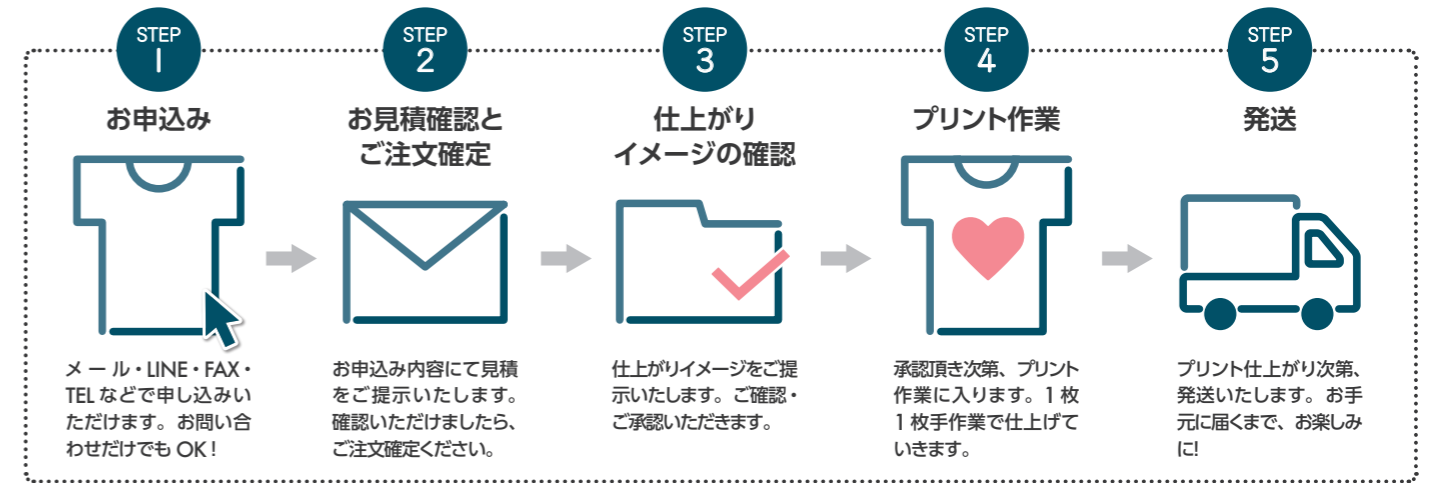 STEP
1
お申込み
メール・LINE・FAX・
TELなどで申し込みい
ただけます。お問い合
わせだけでもOK!
STEP
2
お見積確認と
ご注文確定
お申込み内容にて見積
をご提示いたします。
確認いただけましたら、
ご注文確定ください。
STEP
3
仕上がり
イメージの確認
仕上がりイメージをご提
示いたします。ご確認・
ご承認いただきます。
STEP
4
プリント作業
承認頂き次第、プリント
作業に入ります。1枚
1枚手作業で仕上げて
いきます。
STEP
5
発送
プリント仕上がり次第、
発送いたします。お手
元に届くまで、お楽しみ
に!